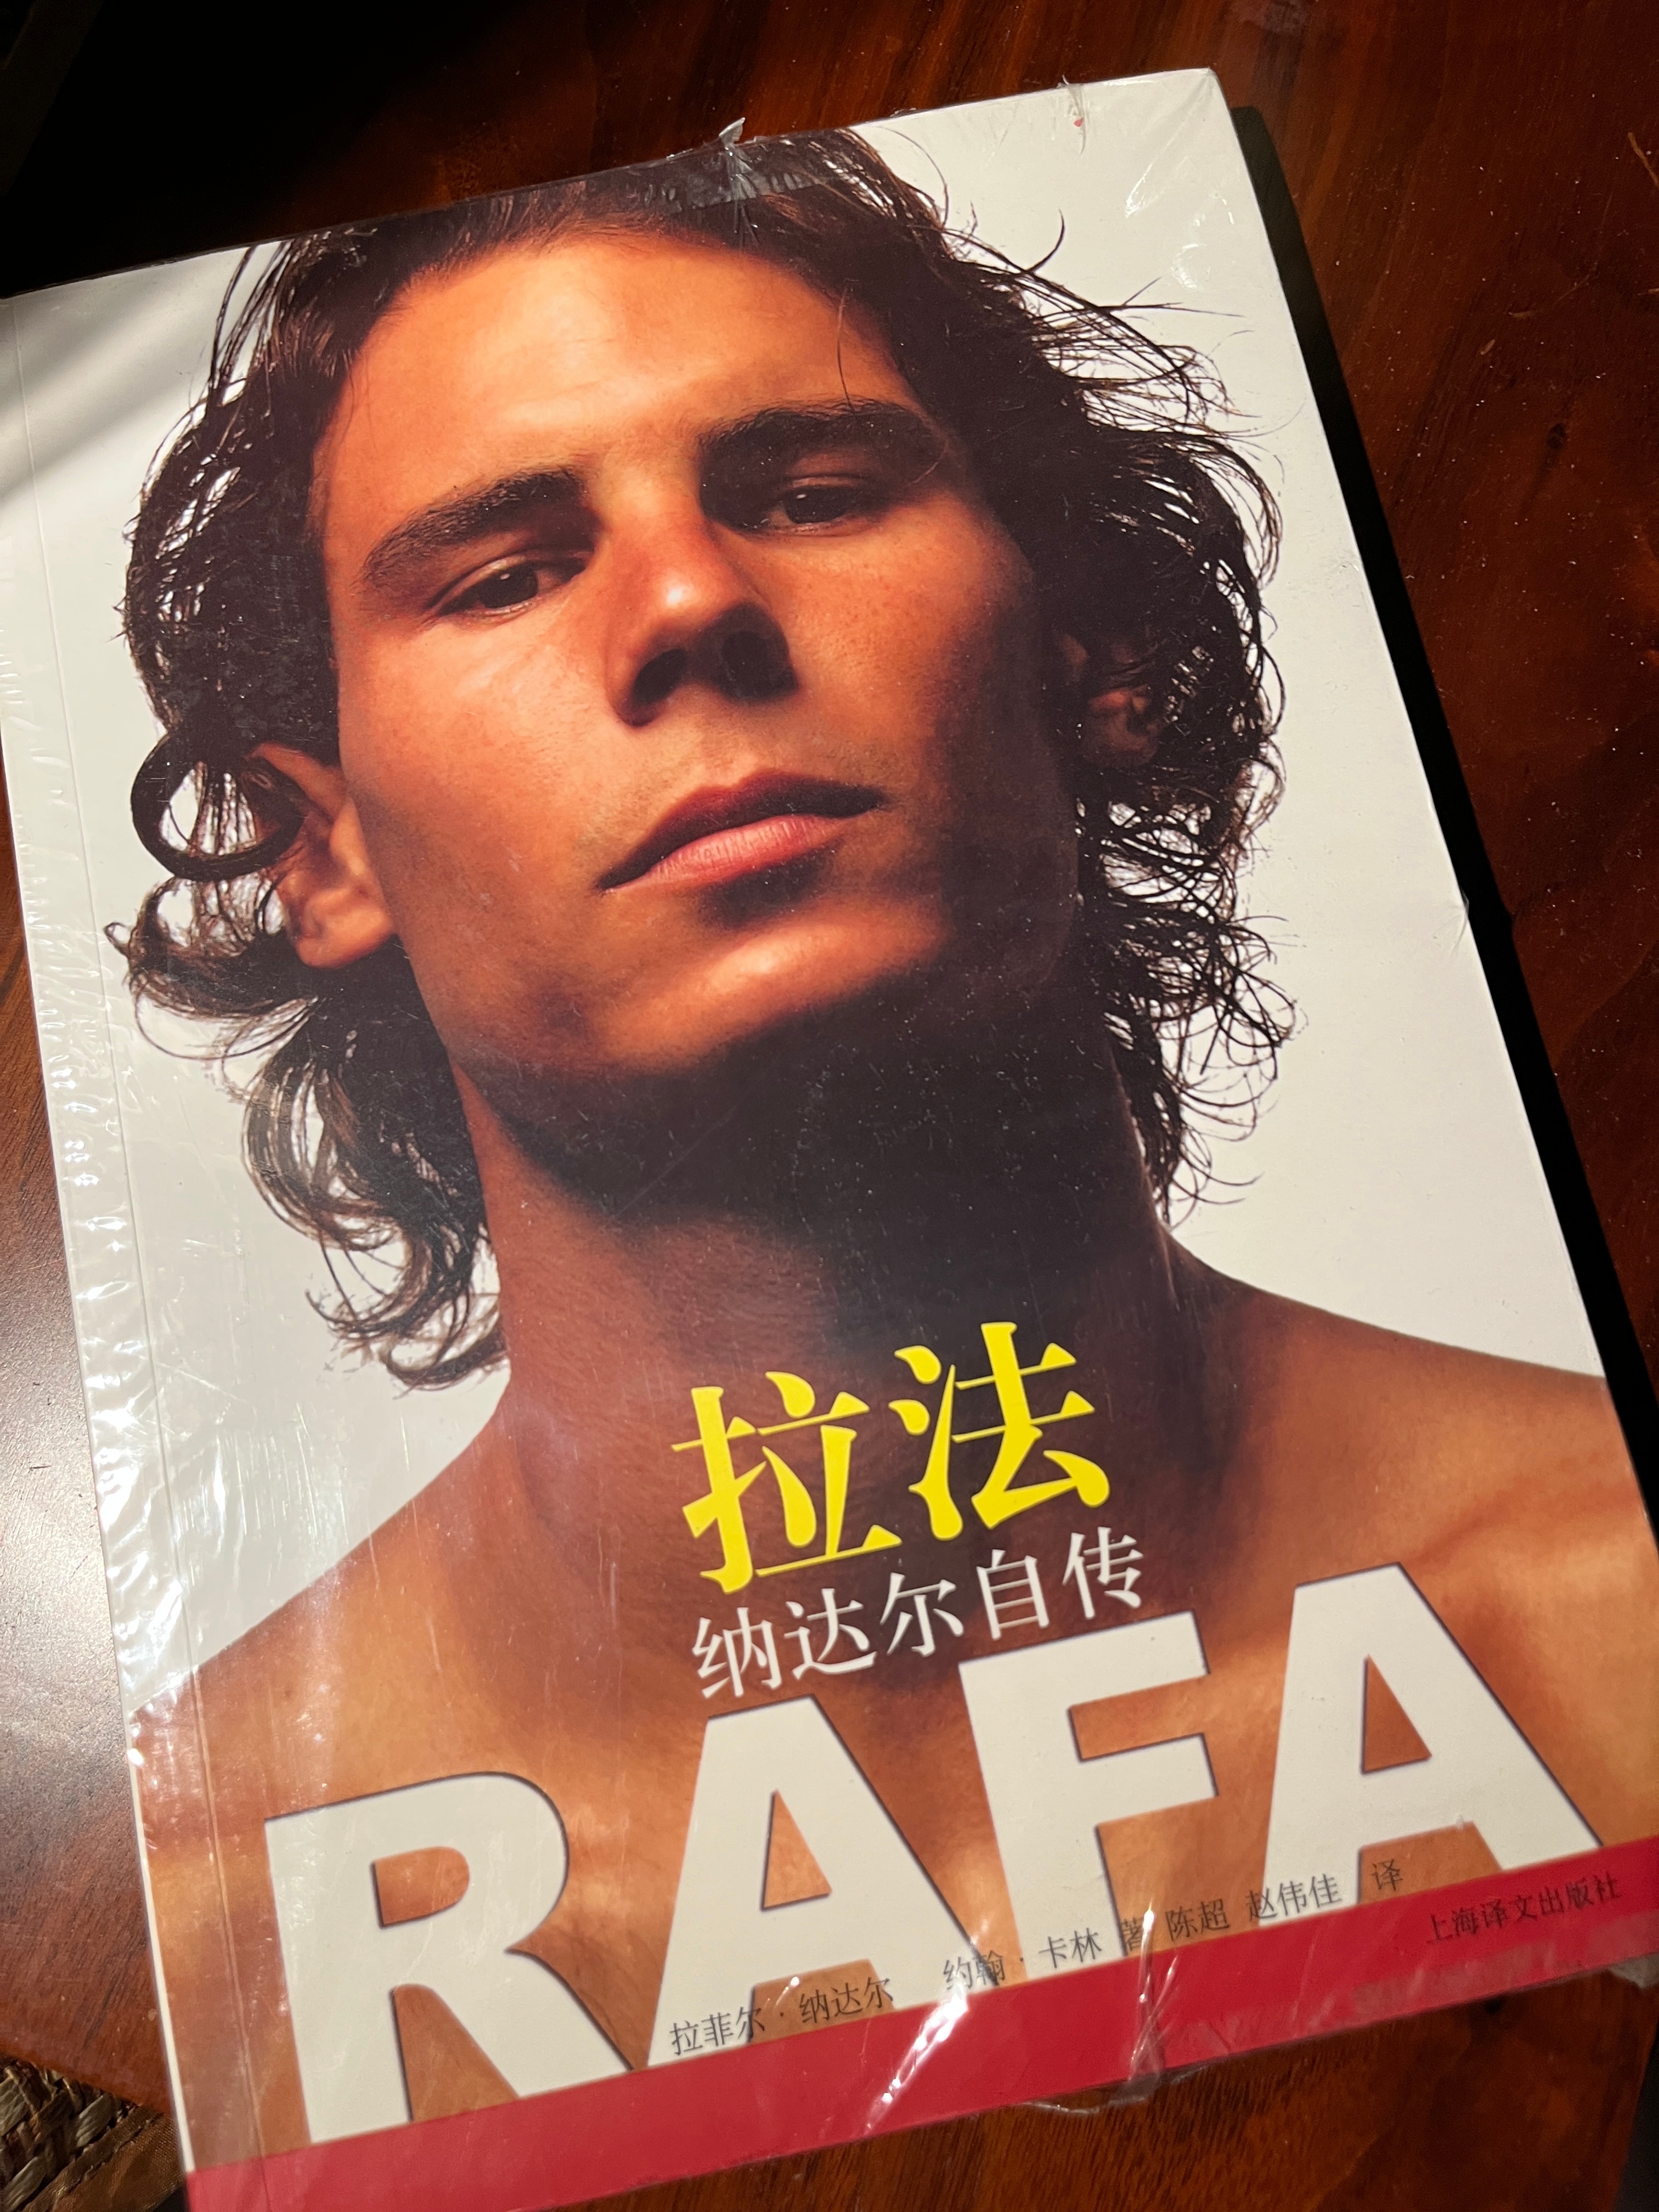 拉法
纳达尔自传
RAFA
拉菲尔·纳达尔 约翰·卡林 著 陈超 赵伟佳 译
上海译文出版社